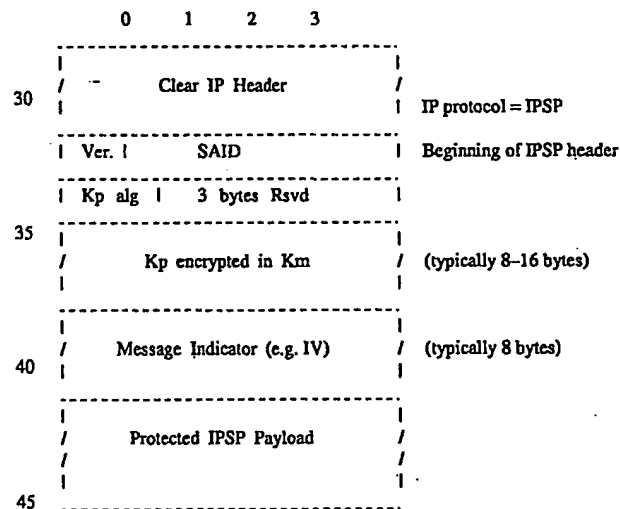 0 1 2 3
Clear IP Header
30
IP protocol = IPSP
Ver. SAID Beginning of IPSP header
Kp alg 3 bytes Rsvd
35
Kp encrypted in Km (typically 8–16 bytes)
Message Indicator (e.g. IV) (typically 8 bytes)
40
Protected IPSP Payload
45